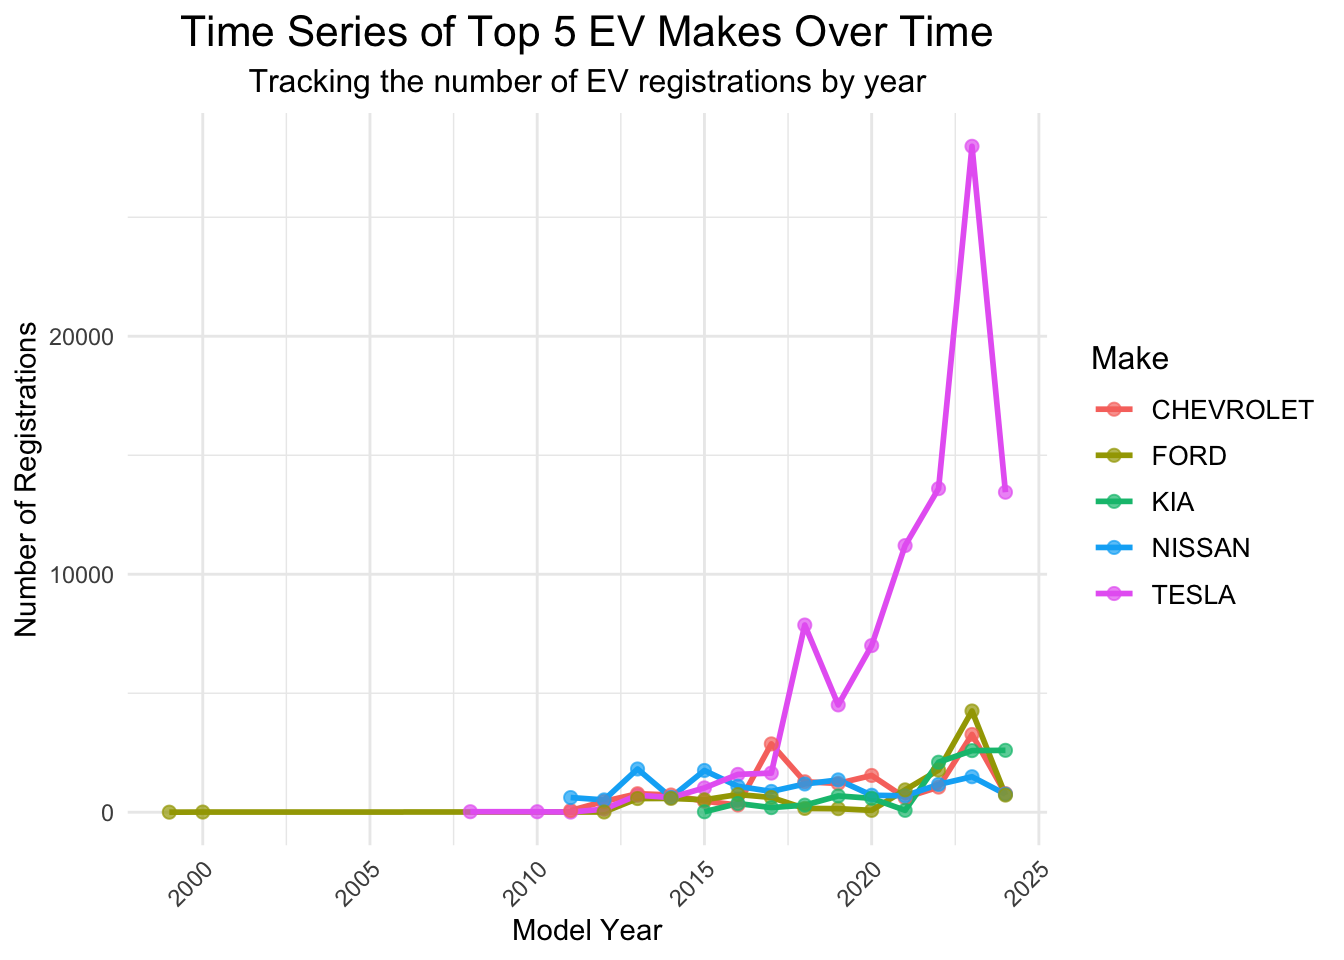 Time Series of Top 5 EV Makes Over Time
Tracking the number of EV registrations by year
Number of Registrations
20000
10000
0
2000
2005
2010
2015
2020
2025
Model Year
Make
CHEVROLET
FORD
KIA
NISSAN
TESLA